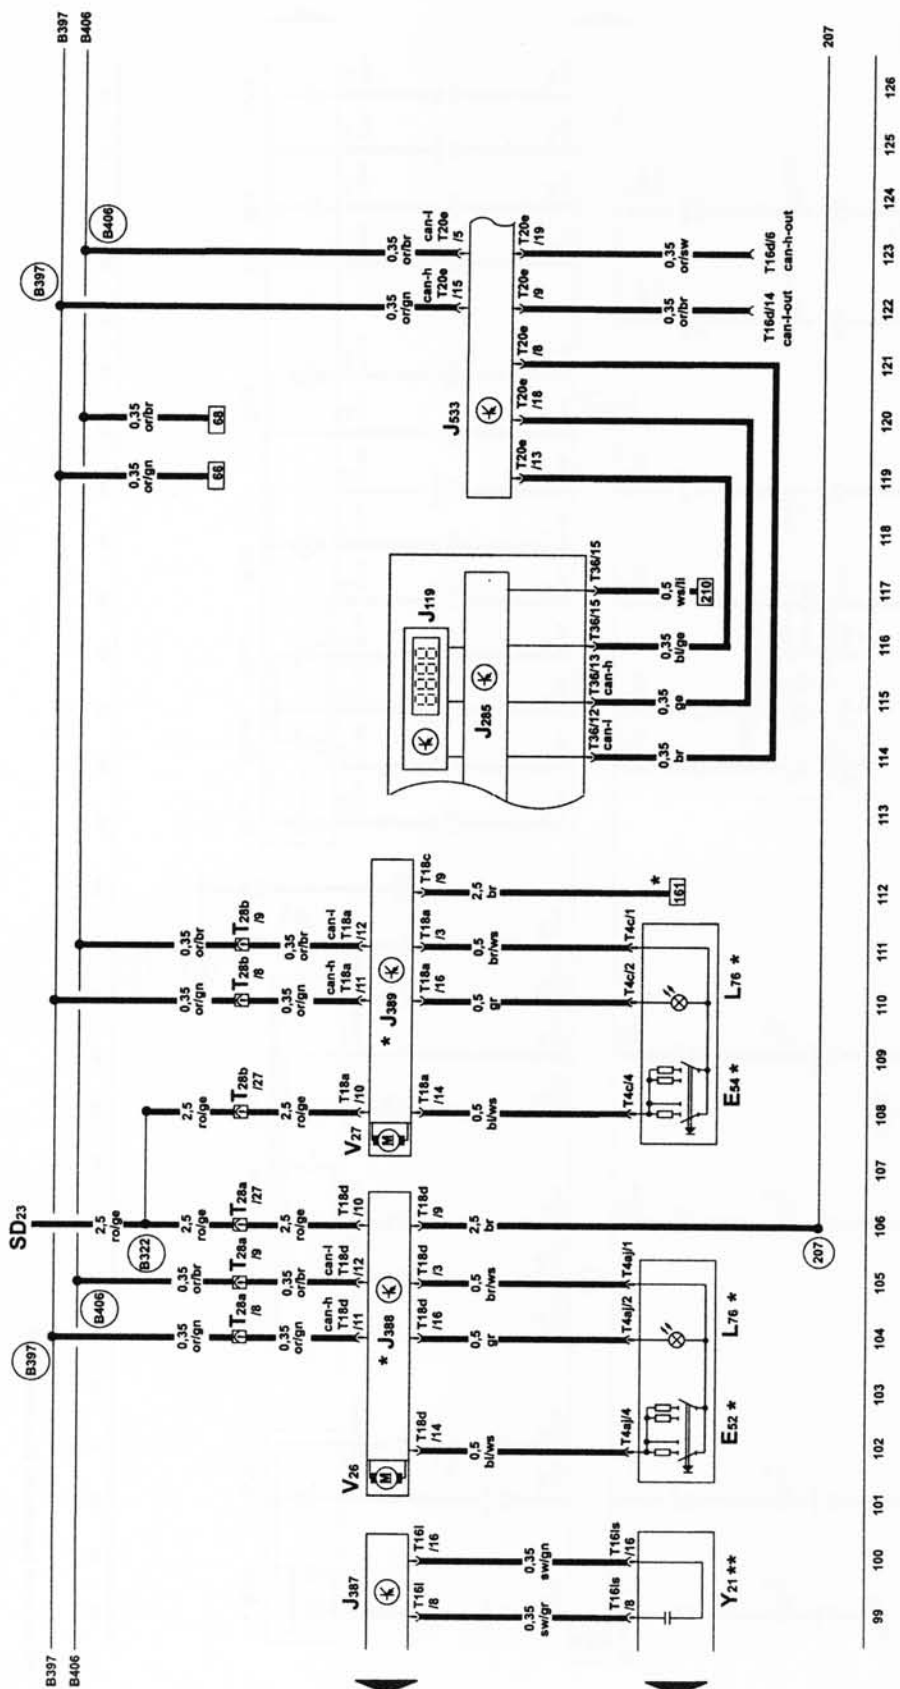 B397
B406
SD23
B397
B406
B322
0,35 or/gn
0,35 or/br
2,5 ro/ge
2,5 ro/ge
2,5 ro/ge
T28a /8
T28a /9
T28a /27
T28b /27
T28b /8
T28b /9
0,35 or/gn
0,35 or/br
2,5 ro/ge
2,5 ro/ge
0,35 or/gn
0,35 or/br
0,35 or/gn
0,35 or/br
0,35 or/gn
66
0,35 or/br
68
B397
B406
B397
B406
0,35 or/gn
0,35 or/br
can-h T18d /11
can-l T18d /12
T18d /10
T18a /10
can-h T18a /11
can-l T18a /12
can-h T20e /15
can-l T20e /5
J387
V26
* J388
V27
* J389
J119
J285
J533
T16l /8
T16l /16
T18d /14
T18d /16
T18d /3
T18d /9
T18a /14
T18a /16
T18a /3
T18c /9
T20e /13
T20e /18
T20e /8
T20e /9
T20e /19
0,35 sw/gr
0,35 sw/gn
0,5 bl/ws
0,5 gr
0,5 br/ws
2,5 br
0,5 bl/ws
0,5 gr
0,5 br/ws
2,5 br
T36/12 can-l
T36/13 can-h
T36/15
T36/15
0,35 br
0,35 ge
0,35 bl/ge
0,5 ws/li
210
0,35 or/br
0,35 or/sw
T16d/14 can-l-out
T16d/6 can-h-out
T16ls /8
T16ls /16
T4aj/4
T4aj/2
T4aj/1
T4c/4
T4c/2
T4c/1
161
*
Y21**
E52 *
L76 *
E54 *
L76 *
207
207
99 100 101 102 103 104 105 106 107 108 109 110 111 112 113 114 115 116 117 118 119 120 121 122 123 124 125 126